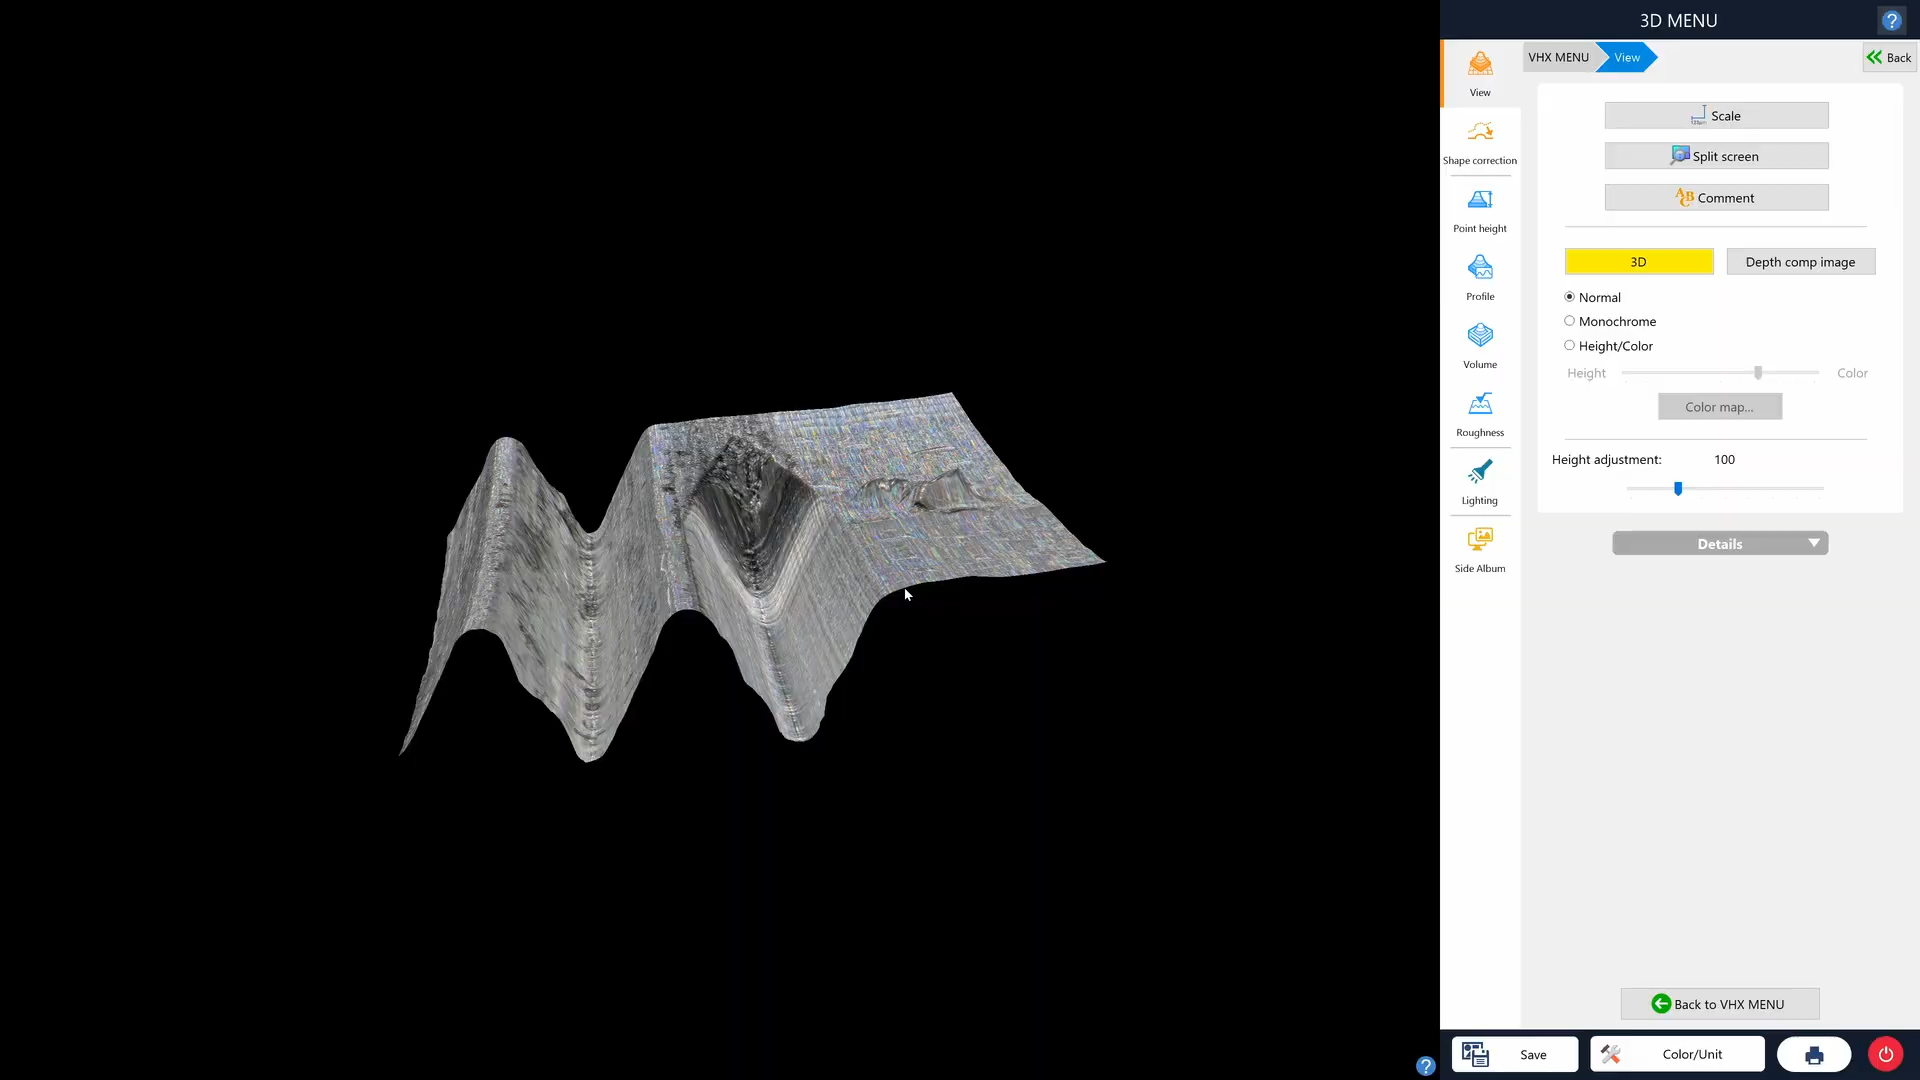 3D MENU
?
VHX MENU
View
Back
View
Shape correction
Point height
Profile
Volume
Roughness
Lighting
Side Album
Scale
Split screen
ABC Comment
3D
Depth comp image
Normal
Monochrome
Height/Color
Height
Color
Color map...
Height adjustment: 100
Details
Back to VHX MENU
?
Save
Color/Unit